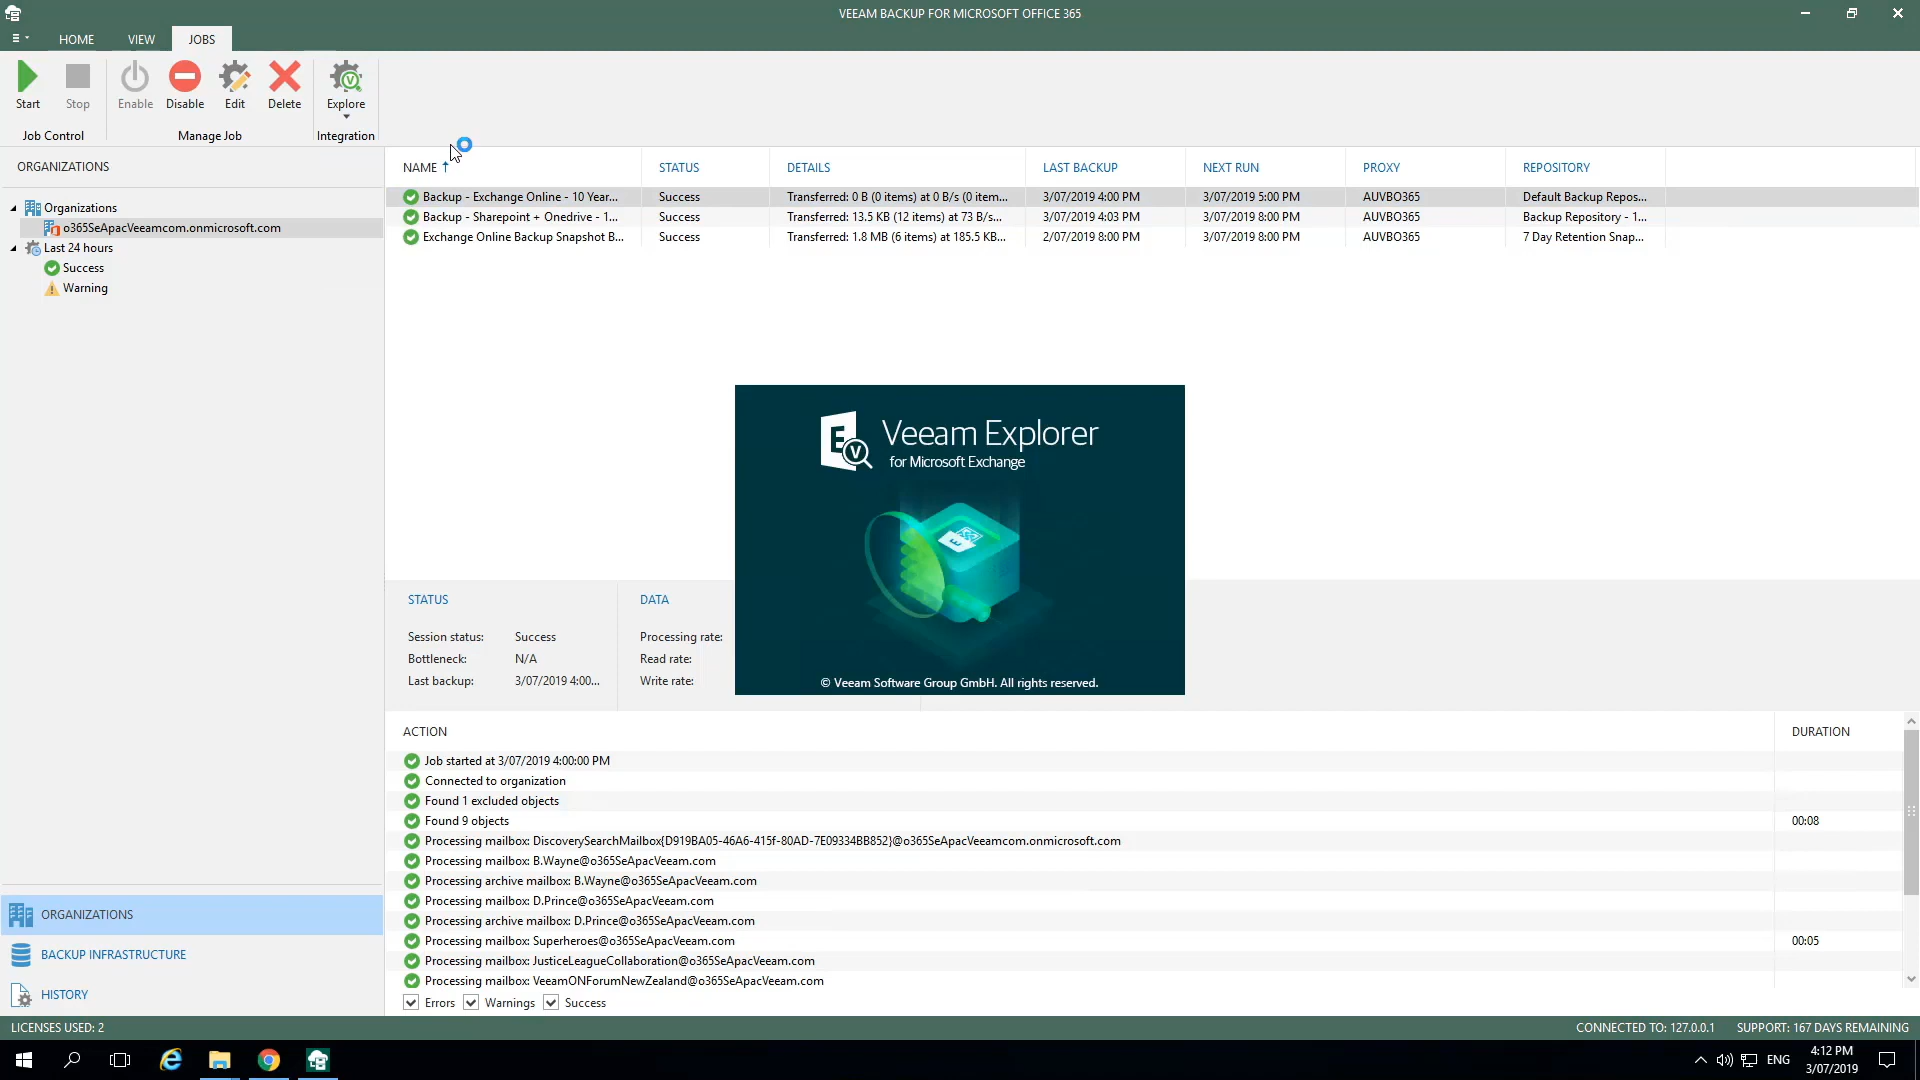 VEEAM BACKUP FOR MICROSOFT OFFICE 365
HOME VIEW JOBS
Start Stop Enable Disable Edit Delete Explore
Job Control Manage Job Integration
ORGANIZATIONS
Organizations
o365SeApacVeeamcom.onmicrosoft.com
Last 24 hours
Success
Warning
NAME STATUS DETAILS LAST BACKUP NEXT RUN PROXY REPOSITORY
Backup - Exchange Online - 10 Year... Success Transferred: 0 B (0 items) at 0 B/s (0 item... 3/07/2019 4:00 PM 3/07/2019 5:00 PM AUVBO365 Default Backup Repos...
Backup - Sharepoint + Onedrive - 1... Success Transferred: 13.5 KB (12 items) at 73 B/s... 3/07/2019 4:03 PM 3/07/2019 8:00 PM AUVBO365 Backup Repository - 1...
Exchange Online Backup Snapshot B... Success Transferred: 1.8 MB (6 items) at 185.5 KB... 2/07/2019 8:00 PM 3/07/2019 8:00 PM AUVBO365 7 Day Retention Snap...
Veeam Explorer
for Microsoft Exchange
© Veeam Software Group GmbH. All rights reserved.
STATUS DATA
Session status: Success Processing rate:
Bottleneck: N/A Read rate:
Last backup: 3/07/2019 4:00... Write rate:
ACTION DURATION
Job started at 3/07/2019 4:00:00 PM
Connected to organization
Found 1 excluded objects
Found 9 objects 00:08
Processing mailbox: DiscoverySearchMailbox{D919BA05-46A6-415f-80AD-7E09334BB852}@o365SeApacVeeamcom.onmicrosoft.com
Processing mailbox: B.Wayne@o365SeApacVeeam.com
Processing archive mailbox: B.Wayne@o365SeApacVeeam.com
Processing mailbox: D.Prince@o365SeApacVeeam.com
Processing archive mailbox: D.Prince@o365SeApacVeeam.com
Processing mailbox: Superheroes@o365SeApacVeeam.com 00:05
Processing mailbox: JusticeLeagueCollaboration@o365SeApacVeeam.com
Processing mailbox: VeeamONForumNewZealand@o365SeApacVeeam.com
Errors Warnings Success
ORGANIZATIONS
BACKUP INFRASTRUCTURE
HISTORY
LICENSES USED: 2 CONNECTED TO: 127.0.0.1 SUPPORT: 167 DAYS REMAINING
ENG
4:12 PM
3/07/2019